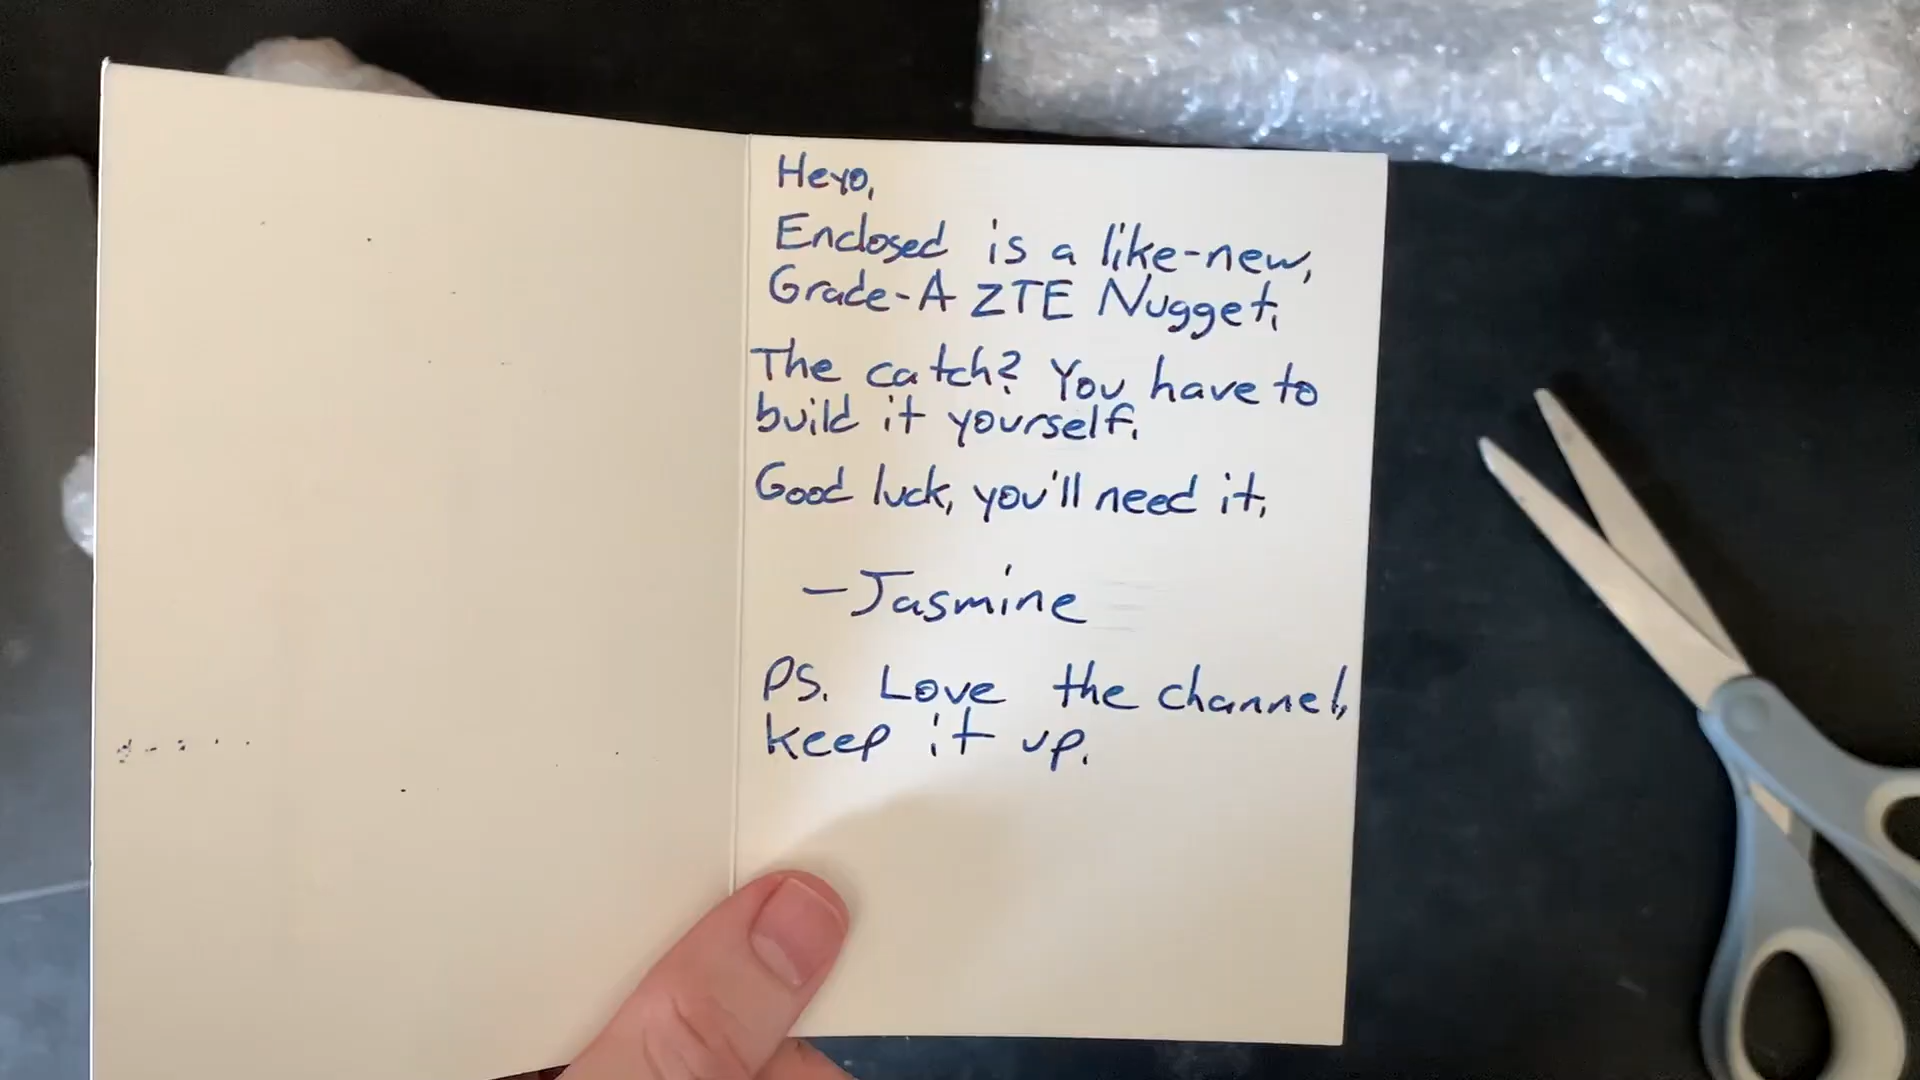 Heyo,
Enclosed is a like-new,
Grade-A ZTE Nugget.
The catch? You have to
build it yourself.
Good luck, you'll need it.
-Jasmine
PS. Love the channel,
keep it up.